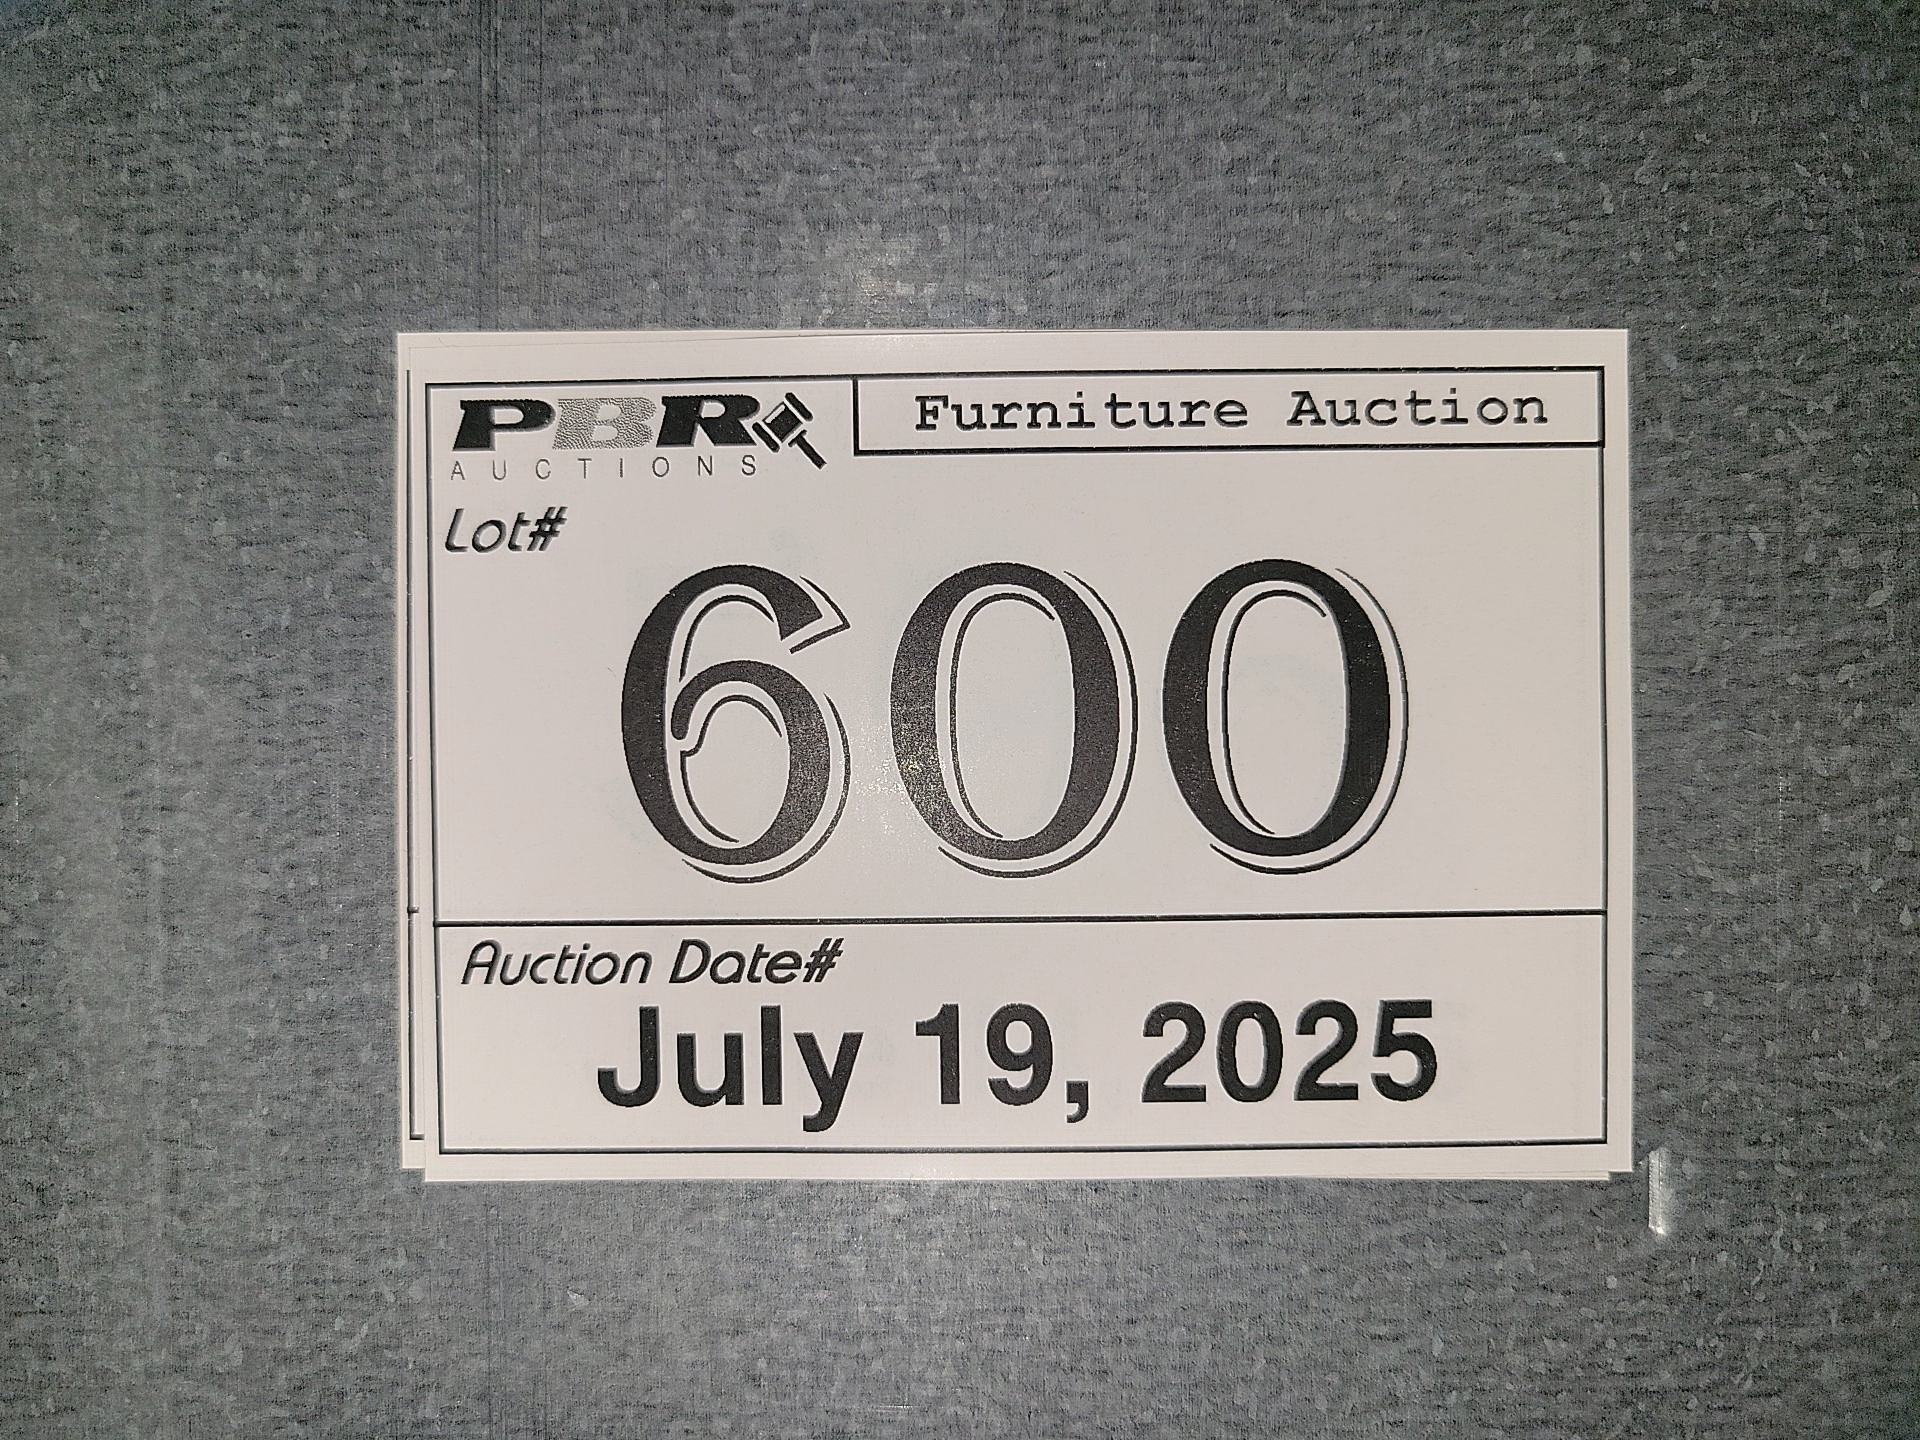 PBR
AUCTIONS
Furniture Auction
Lot#
600
Auction Date#
July 19, 2025